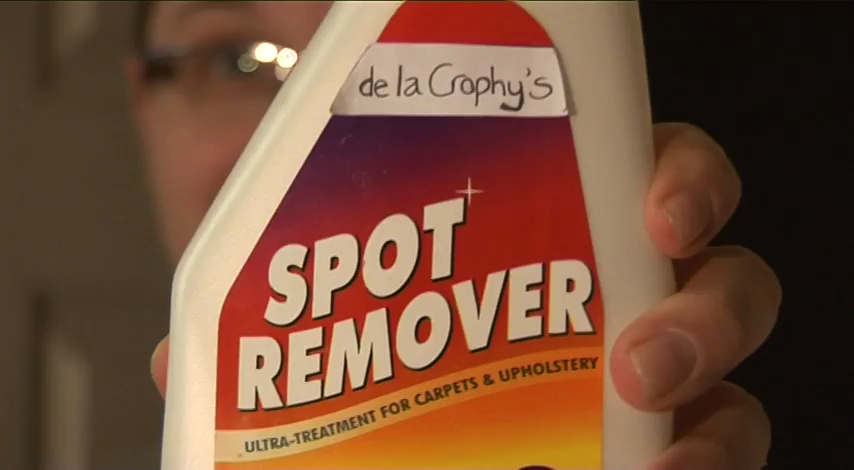 de la Crophy's
SPOT
REMOVER
ULTRA-TREATMENT FOR CARPETS & UPHOLSTERY